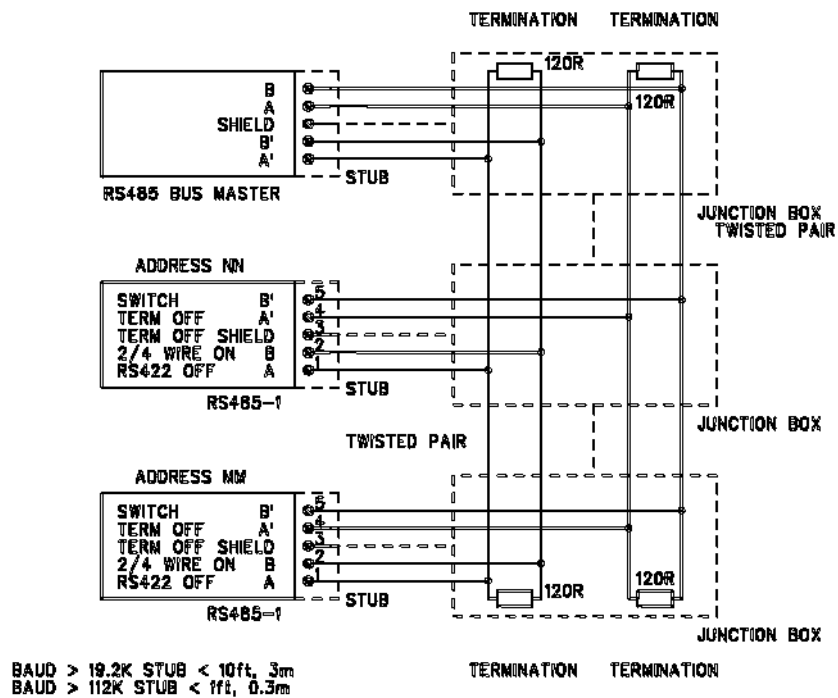 TERMINATION TERMINATION
120R
120R
B
A
SHIELD
B'
A'
STUB
RS485 BUS MASTER
JUNCTION BOX
TWISTED PAIR
ADDRESS NN
SWITCH B' 5
TERM OFF A' 4
TERM OFF SHIELD 3
2/4 WIRE ON B 2
RS422 OFF A 1
STUB
RS485-1
JUNCTION BOX
TWISTED PAIR
ADDRESS MM
SWITCH B' 5
TERM OFF A' 4
TERM OFF SHIELD 3
2/4 WIRE ON B 2
RS422 OFF A 1
120R 120R
STUB
RS485-1
JUNCTION BOX
BAUD > 19.2K STUB < 10ft, 3m
BAUD > 112K STUB < 1ft, 0.3m
TERMINATION TERMINATION